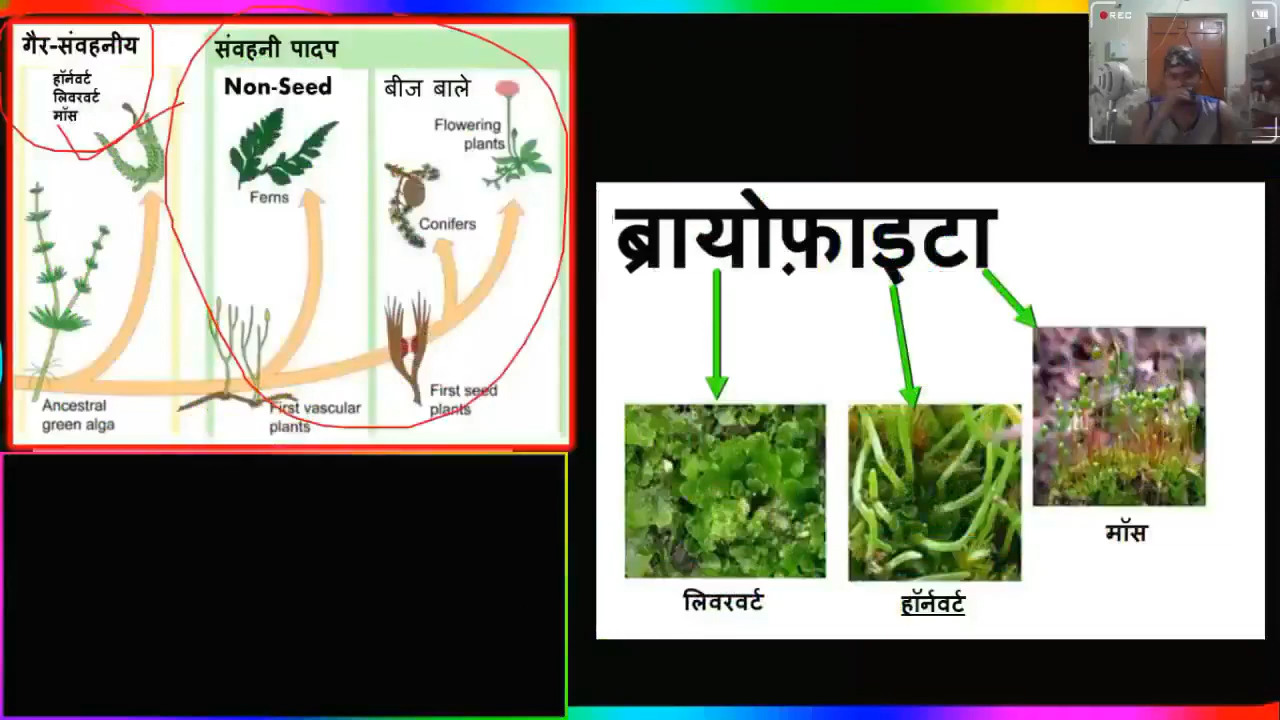 गैर-संवहनीय
हॉर्नवर्ट
लिवरवर्ट
मॉस
संवहनी पादप
Non-Seed
बीज बाले
Flowering
plants
Ferns
Conifers
Ancestral
green alga
First vascular
plants
First seed
plants
REC
ब्रायोफ़ाइटा
लिवरवर्ट
हॉर्नवर्ट
मॉस